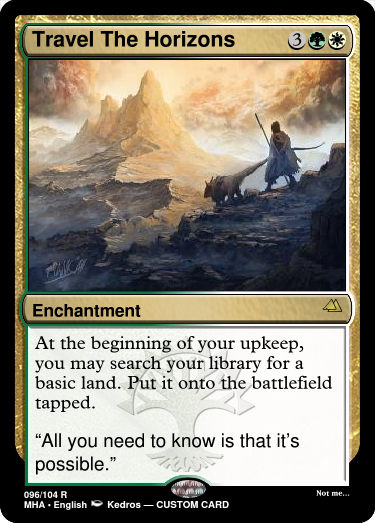 Travel The Horizons 3
Enchantment
At the beginning of your upkeep,
you may search your library for a
basic land. Put it onto the battlefield
tapped.
“All you need to know is that it’s
possible.”
096/104 R
Not me...
MHA • English Kedros — CUSTOM CARD